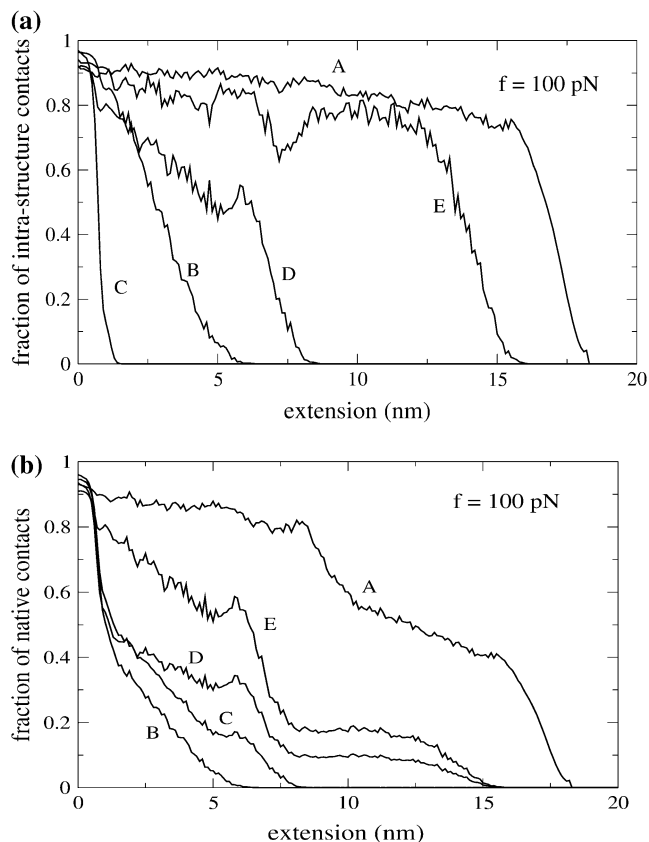 (a)
1
0.8
0.6
0.4
0.2
0
fraction of intra-structure contacts
A
f = 100 pN
E
C
B
D
0
5
10
15
20
extension (nm)
(b)
1
0.8
0.6
0.4
0.2
0
fraction of native contacts
f = 100 pN
A
E
D
C
B
0
5
10
15
20
extension (nm)